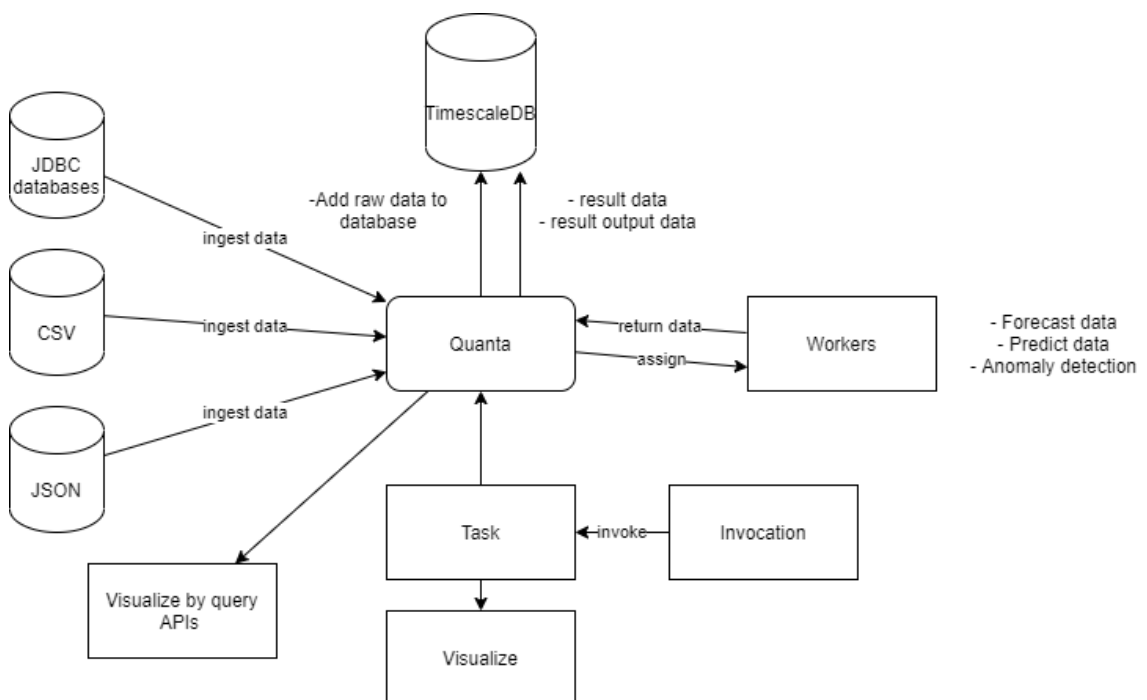 TimescaleDB
JDBC
databases
-Add raw data to
database
- result data
- result output data
ingest data
CSV
ingest data
Quanta
return data
assign
Workers
- Forecast data
- Predict data
- Anomaly detection
ingest data
JSON
Task
invoke
Invocation
Visualize by query
APIs
Visualize